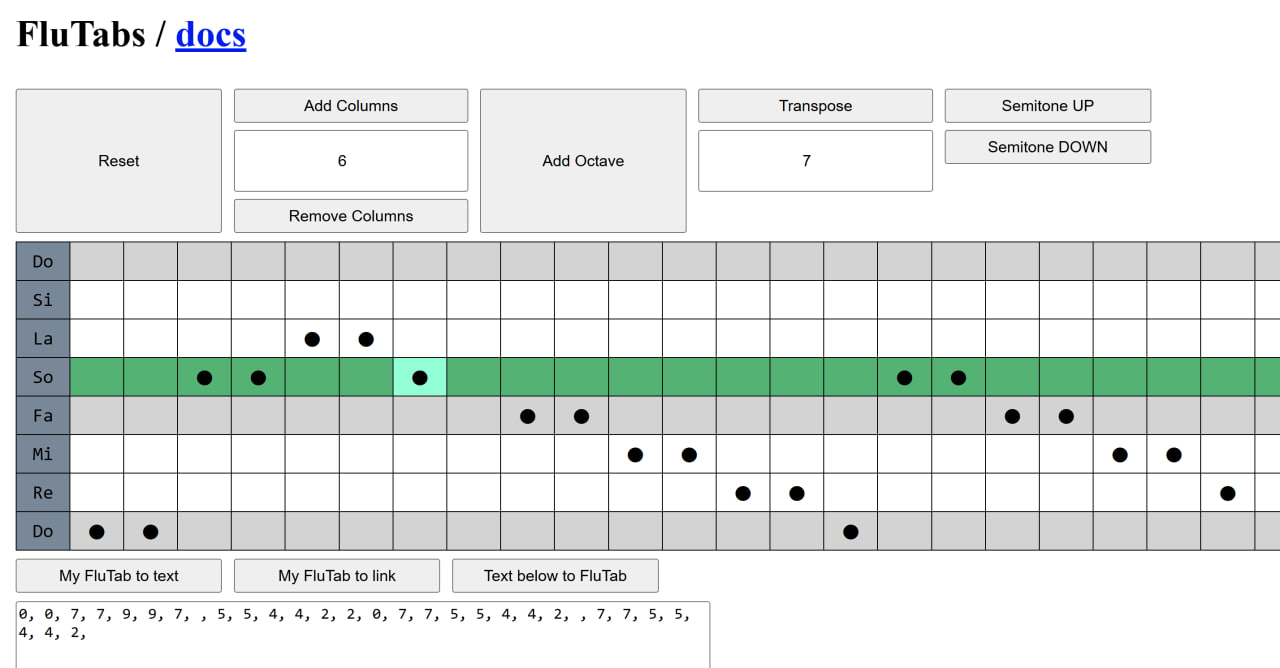 FluTabs / docs
Reset
Add Columns
6
Remove Columns
Add Octave
Transpose
7
Semitone UP
Semitone DOWN
Do
Si
La
So
Fa
Mi
Re
Do
My FluTab to text
My FluTab to link
Text below to FluTab
0, 0, 7, 7, 9, 9, 7, , 5, 5, 4, 4, 2, 2, 0, 7, 7, 5, 5, 4, 4, 2, , 7, 7, 5, 5,
4, 4, 2,